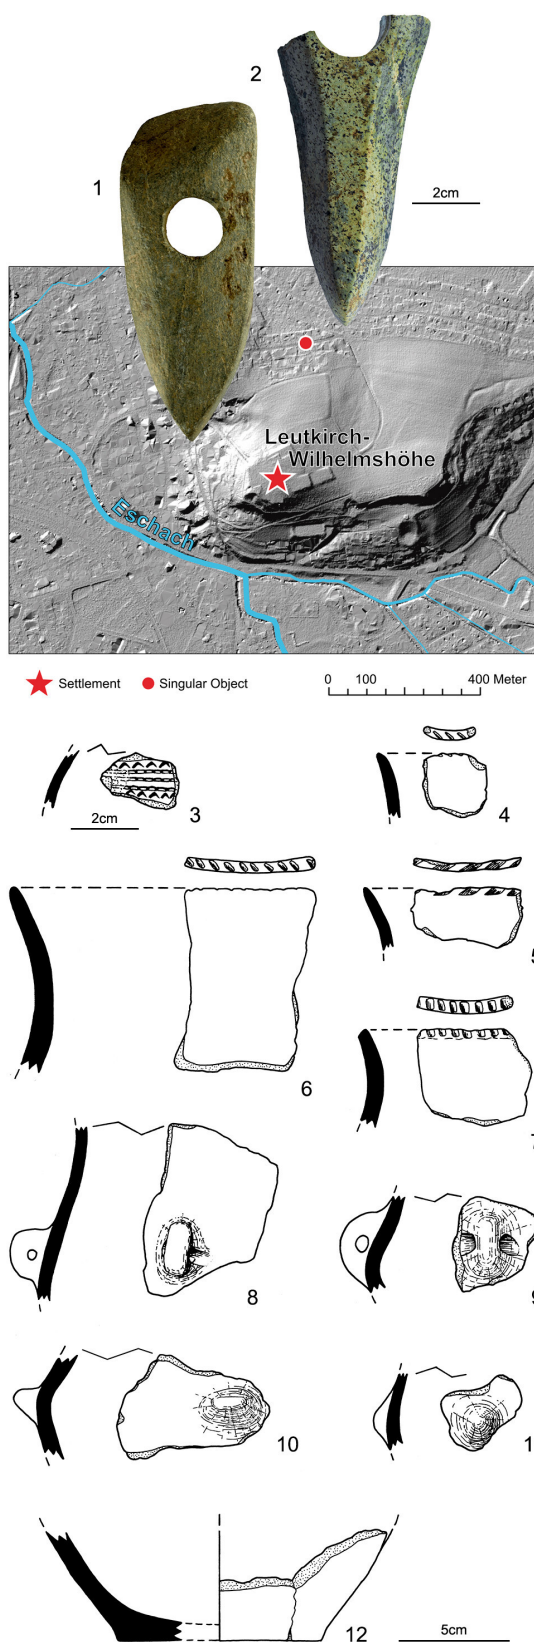 2
1
2cm
Leutkirch-
Wilhelmshöhe
Eschach
Settlement
Singular Object
0 100 400 Meter
3
2cm
4
6
8
10
12
5cm